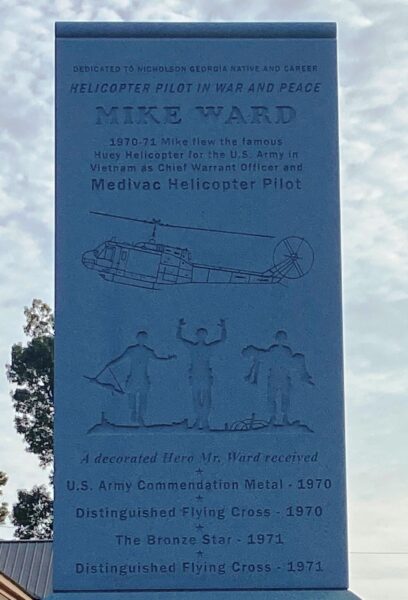 DEDICATED TO NICHOLSON GEORGIA NATIVE AND CAREER
HELICOPTER PILOT IN WAR AND PEACE
MIKE WARD
1970-71 Mike flew the famous
Huey Helicopter for the U.S. Army in
Vietnam as Chief Warrant Officer and
Medivac Helicopter Pilot
A decorated Hero Mr. Ward received
U.S. Army Commendation Metal - 1970
Distinguished Flying Cross - 1970
The Bronze Star - 1971
Distinguished Flying Cross - 1971